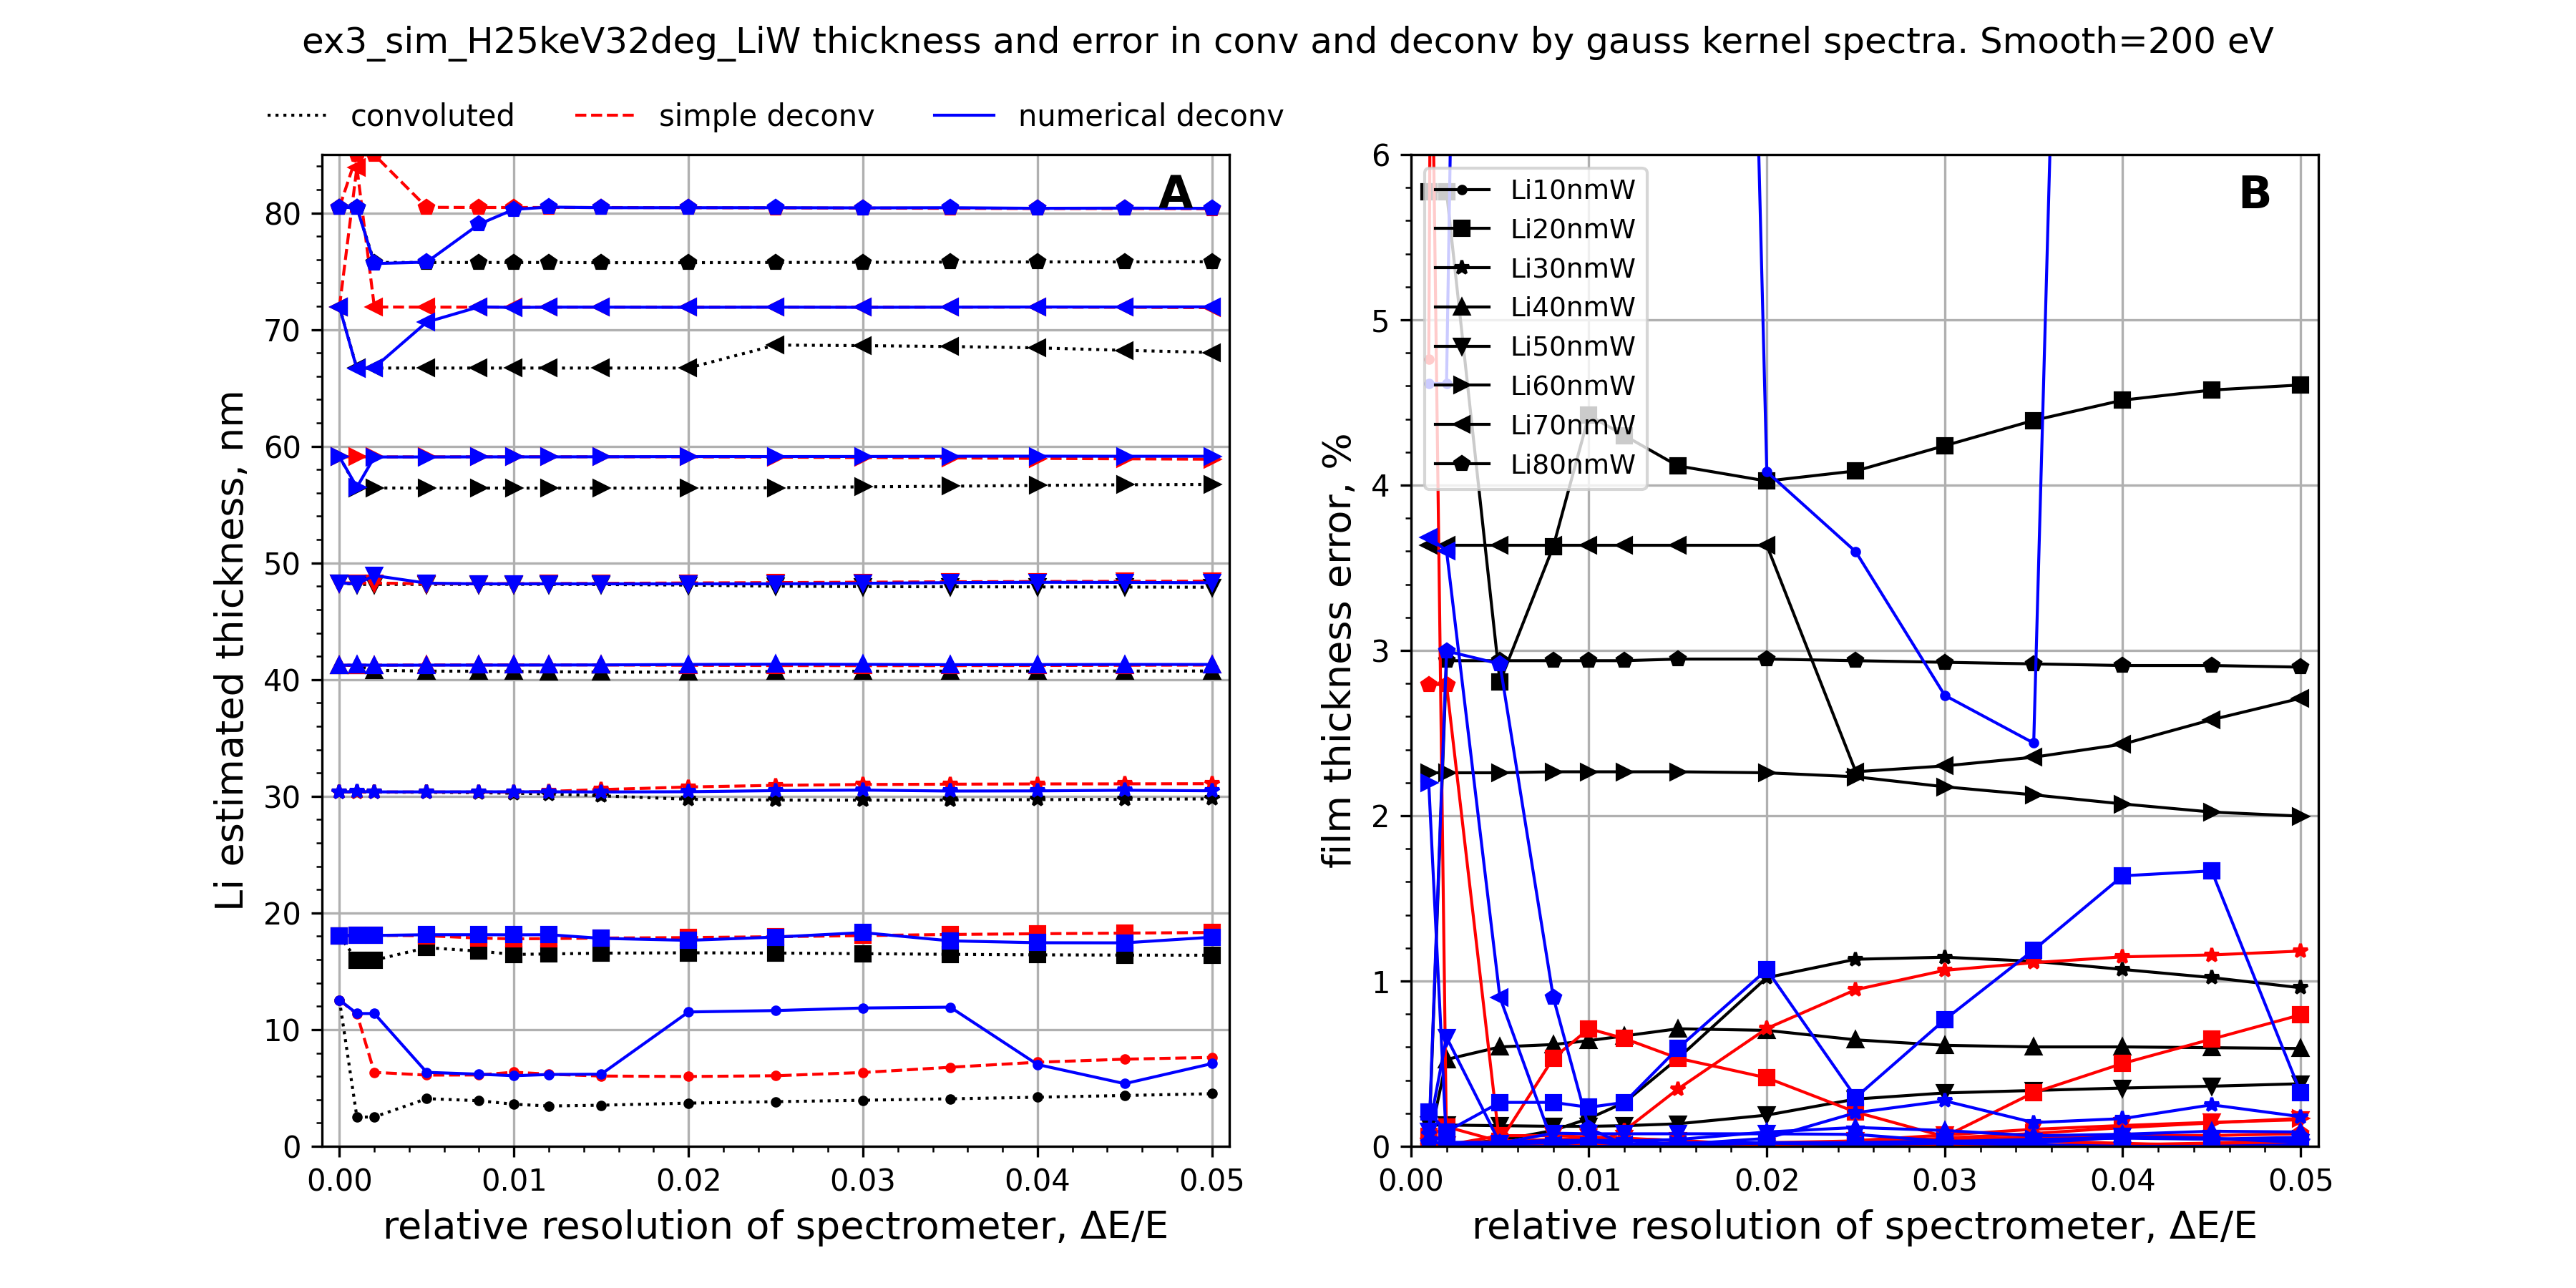 ex3_sim_H25keV32deg_LiW thickness and error in conv and deconv by gauss kernel spectra. Smooth=200 eV
convoluted simple deconv numerical deconv
A
Li estimated thickness, nm
80
70
60
50
40
30
20
10
0
0.00 0.01 0.02 0.03 0.04 0.05
relative resolution of spectrometer, ΔE/E
B
film thickness error, %
6
5
4
3
2
1
0
Li10nmW
Li20nmW
Li30nmW
Li40nmW
Li50nmW
Li60nmW
Li70nmW
Li80nmW
0.00 0.01 0.02 0.03 0.04 0.05
relative resolution of spectrometer, ΔE/E